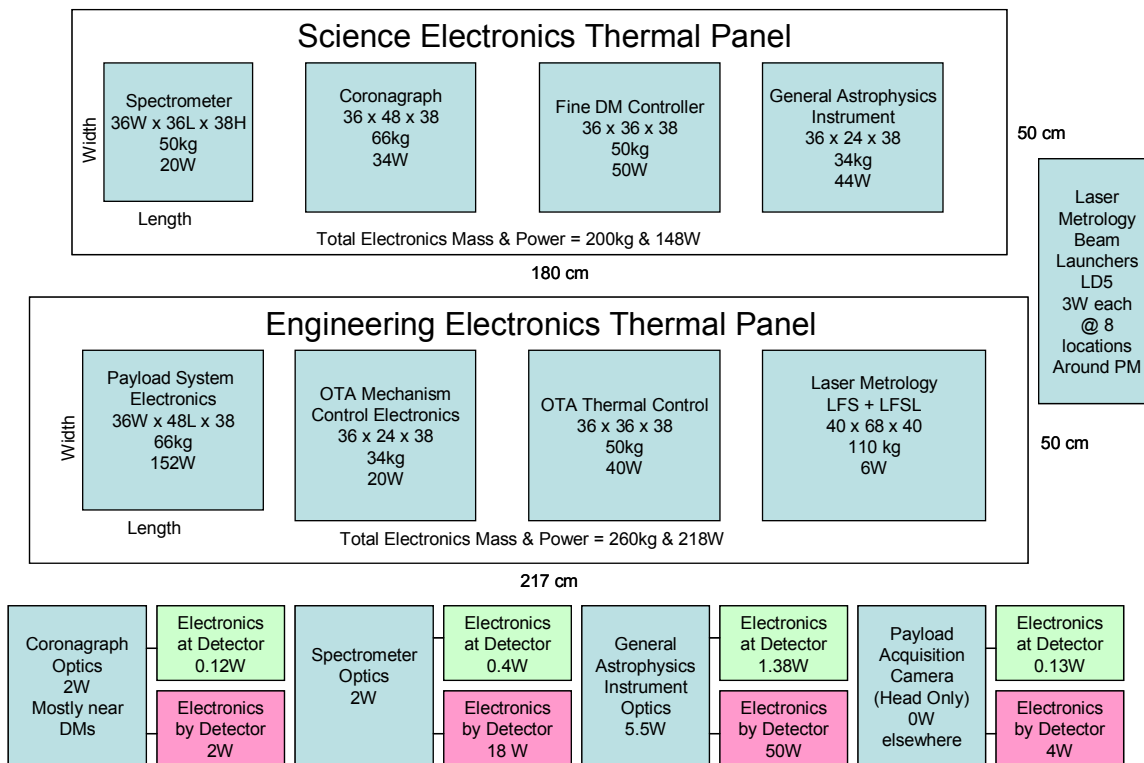 Science Electronics Thermal Panel
Width
Spectrometer
36W x 36L x 38H
50kg
20W
Length
Coronagraph
36 x 48 x 38
66kg
34W
Fine DM Controller
36 x 36 x 38
50kg
50W
General Astrophysics
Instrument
36 x 24 x 38
34kg
44W
Total Electronics Mass & Power = 200kg & 148W
50 cm
180 cm
Laser
Metrology
Beam
Launchers
LD5
3W each
@ 8
locations
Around PM
Engineering Electronics Thermal Panel
Width
Payload System
Electronics
36W x 48L x 38
66kg
152W
Length
OTA Mechanism
Control Electronics
36 x 24 x 38
34kg
20W
OTA Thermal Control
36 x 36 x 38
50kg
40W
Laser Metrology
LFS + LFSL
40 x 68 x 40
110 kg
6W
Total Electronics Mass & Power = 260kg & 218W
50 cm
217 cm
Coronagraph
Optics
2W
Mostly near
DMs
Electronics
at Detector
0.12W
Electronics
by Detector
2W
Spectrometer
Optics
2W
Electronics
at Detector
0.4W
Electronics
by Detector
18 W
General
Astrophysics
Instrument
Optics
5.5W
Electronics
at Detector
1.38W
Electronics
by Detector
50W
Payload
Acquisition
Camera
(Head Only)
0W
elsewhere
Electronics
at Detector
0.13W
Electronics
by Detector
4W